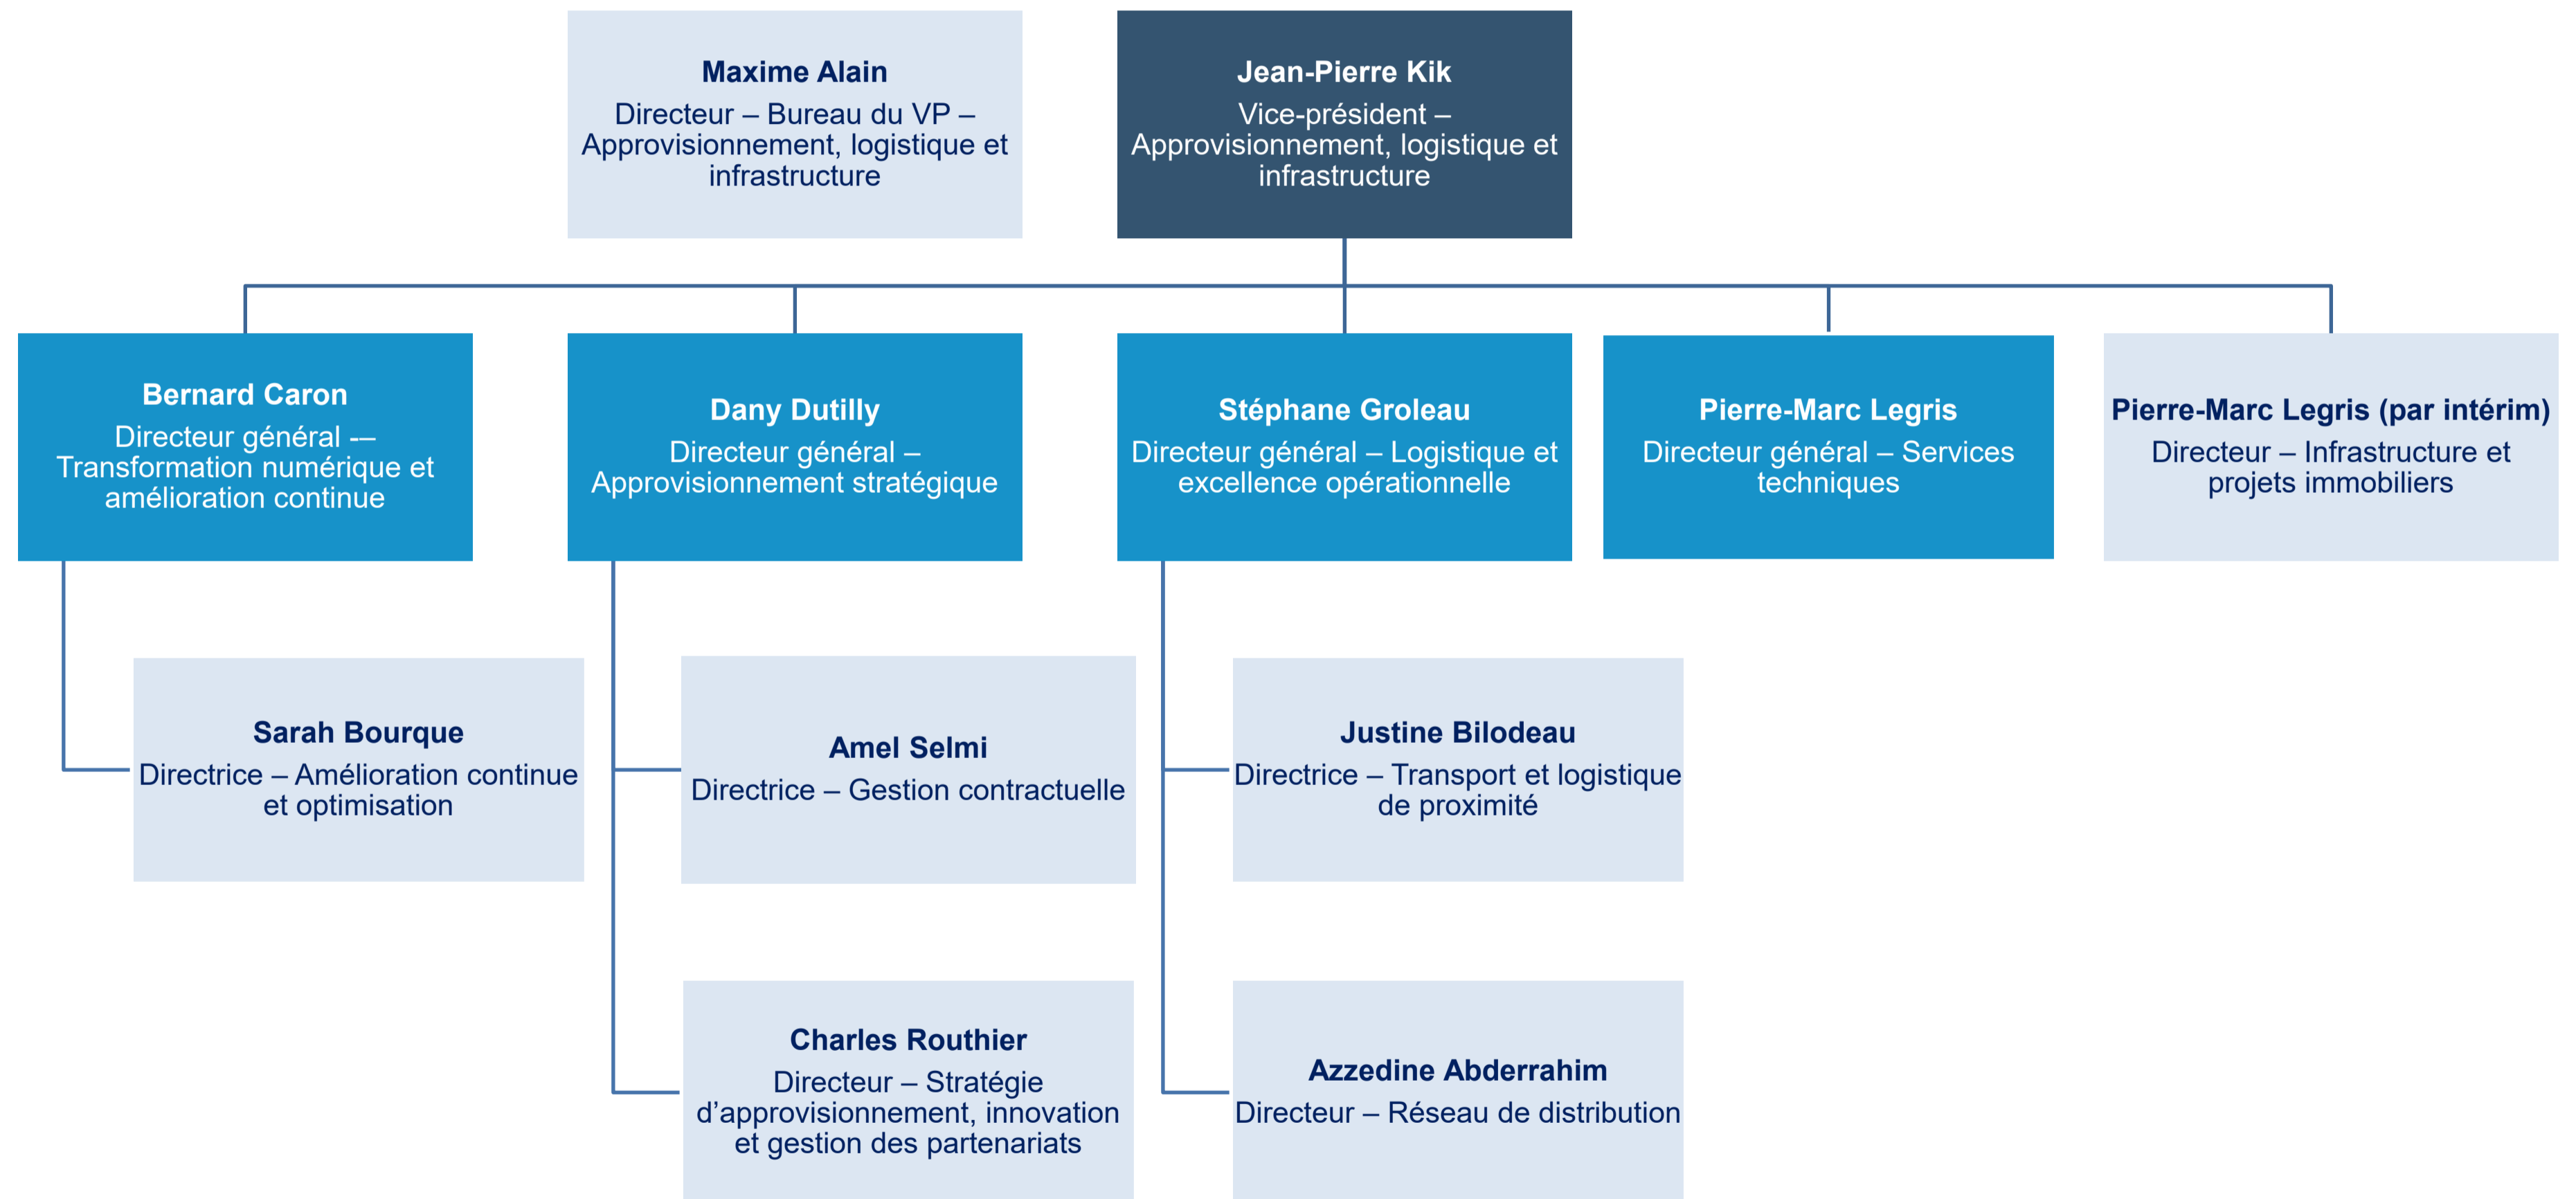 Maxime Alain
Directeur – Bureau du VP –
Approvisionnement, logistique et
infrastructure
Jean-Pierre Kik
Vice-président –
Approvisionnement, logistique et
infrastructure
Bernard Caron
Directeur général -–
Transformation numérique et
amélioration continue
Dany Dutilly
Directeur général –
Approvisionnement stratégique
Stéphane Groleau
Directeur général – Logistique et
excellence opérationnelle
Pierre-Marc Legris
Directeur général – Services
techniques
Pierre-Marc Legris (par intérim)
Directeur – Infrastructure et
projets immobiliers
Sarah Bourque
Directrice – Amélioration continue
et optimisation
Amel Selmi
Directrice – Gestion contractuelle
Justine Bilodeau
Directrice – Transport et logistique
de proximité
Charles Routhier
Directeur – Stratégie
d’approvisionnement, innovation
et gestion des partenariats
Azzedine Abderrahim
Directeur – Réseau de distribution